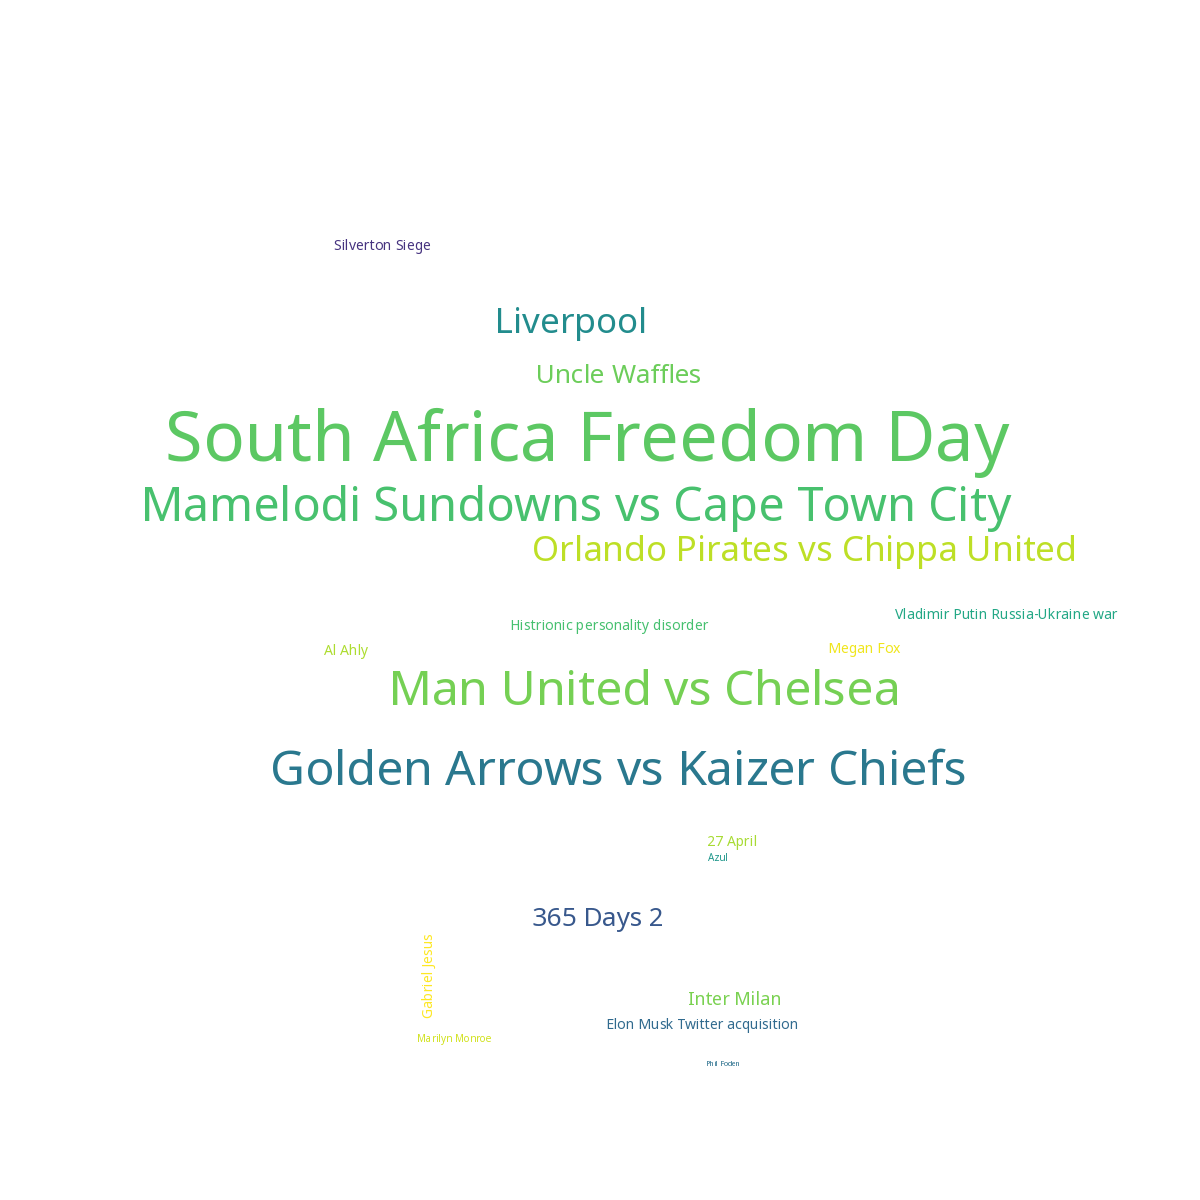 Silverton Siege
Liverpool
Uncle Waffles
South Africa Freedom Day
Mamelodi Sundowns vs Cape Town City
Orlando Pirates vs Chippa United
Vladimir Putin Russia-Ukraine war
Histrionic personality disorder
Al Ahly
Megan Fox
Man United vs Chelsea
Golden Arrows vs Kaizer Chiefs
27 April
Azul
365 Days 2
Gabriel Jesus
Inter Milan
Elon Musk Twitter acquisition
Marilyn Monroe
Phil Foden